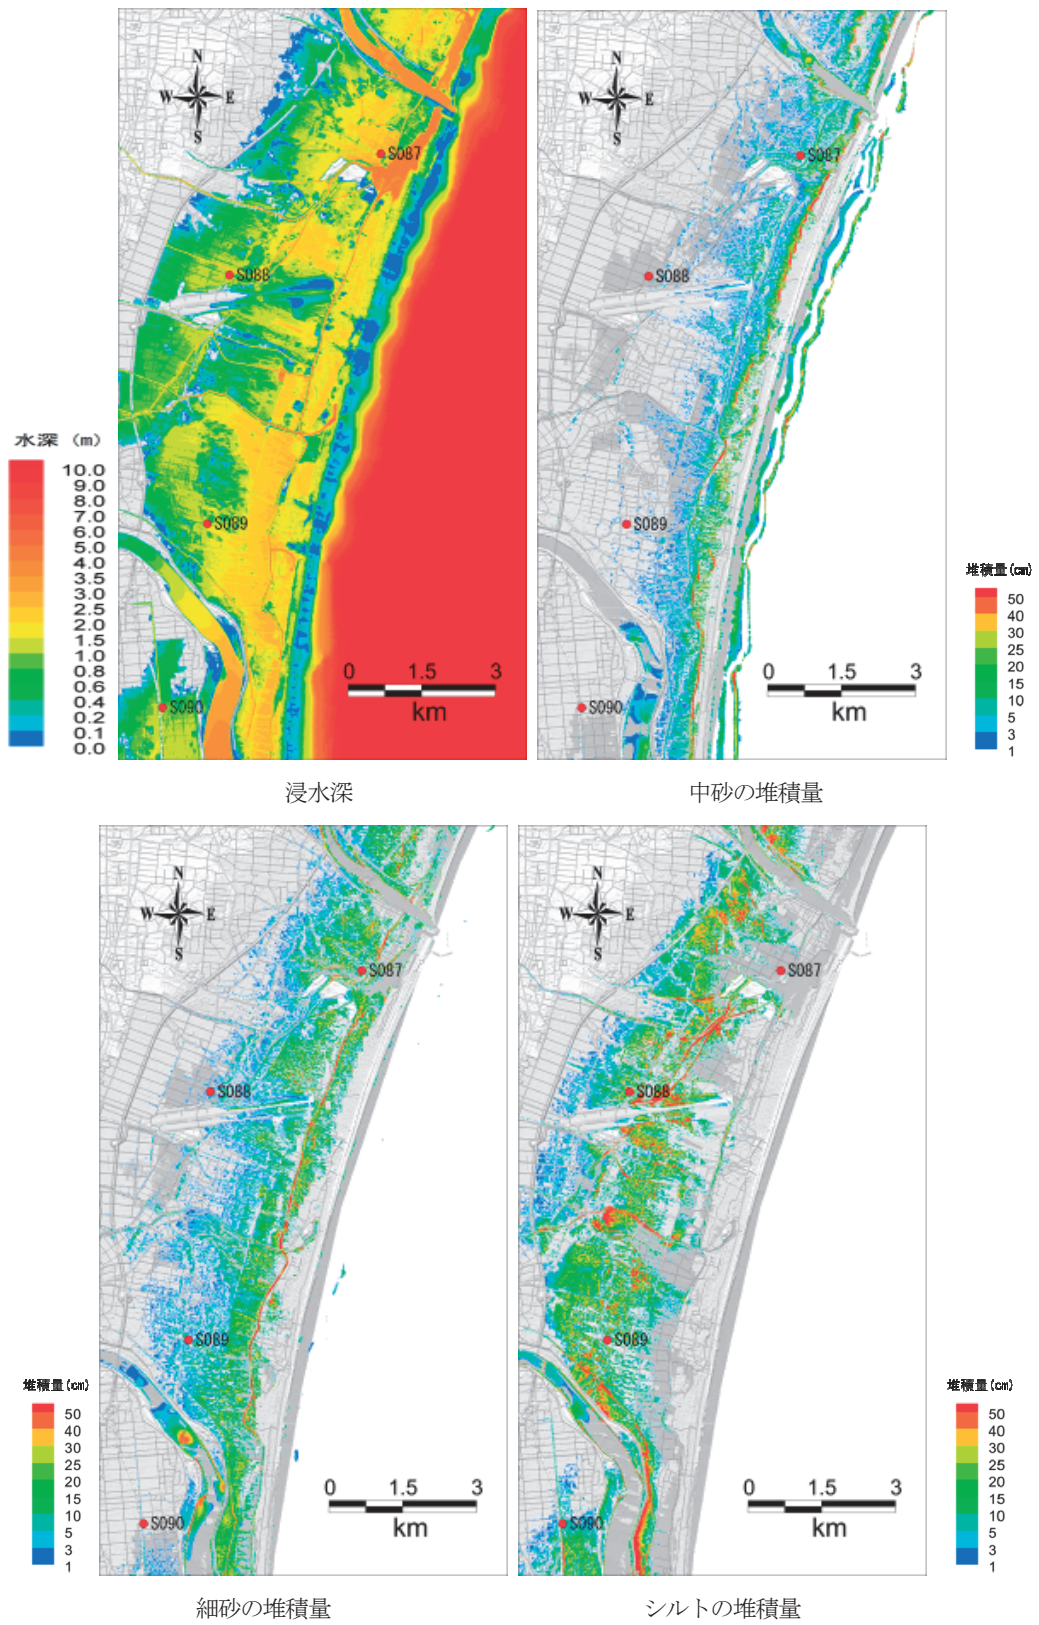 N
W E
S
S087
S088
S089
S090
水深 (m)
10.0
9.0
8.0
7.0
6.0
5.0
4.0
3.5
3.0
2.5
2.0
1.5
1.0
0.8
0.6
0.4
0.2
0.1
0.0
0 1.5 3
km
浸水深
N
W E
S
S087
S088
S089
S090
0 1.5 3
km
堆積量(cm)
50
40
30
25
20
15
10
5
3
1
中砂の堆積量
N
W E
S
S087
S088
S089
S090
堆積量(cm)
50
40
30
25
20
15
10
5
3
1
0 1.5 3
km
細砂の堆積量
N
W E
S
S087
S088
S089
S090
0 1.5 3
km
堆積量(cm)
50
40
30
25
20
15
10
5
3
1
シルトの堆積量